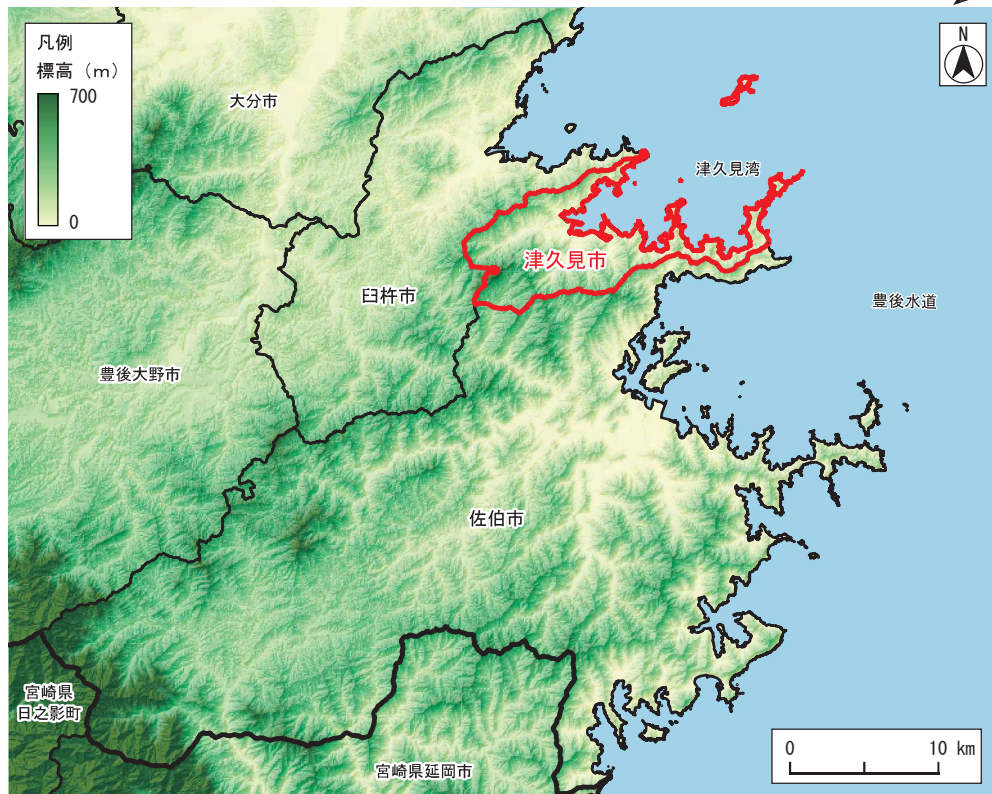 凡例
標高（m）
700
0
N
大分市
津久見湾
津久見市
臼杵市
豊後水道
豊後大野市
佐伯市
宮崎県
日之影町
宮崎県延岡市
0 10 km